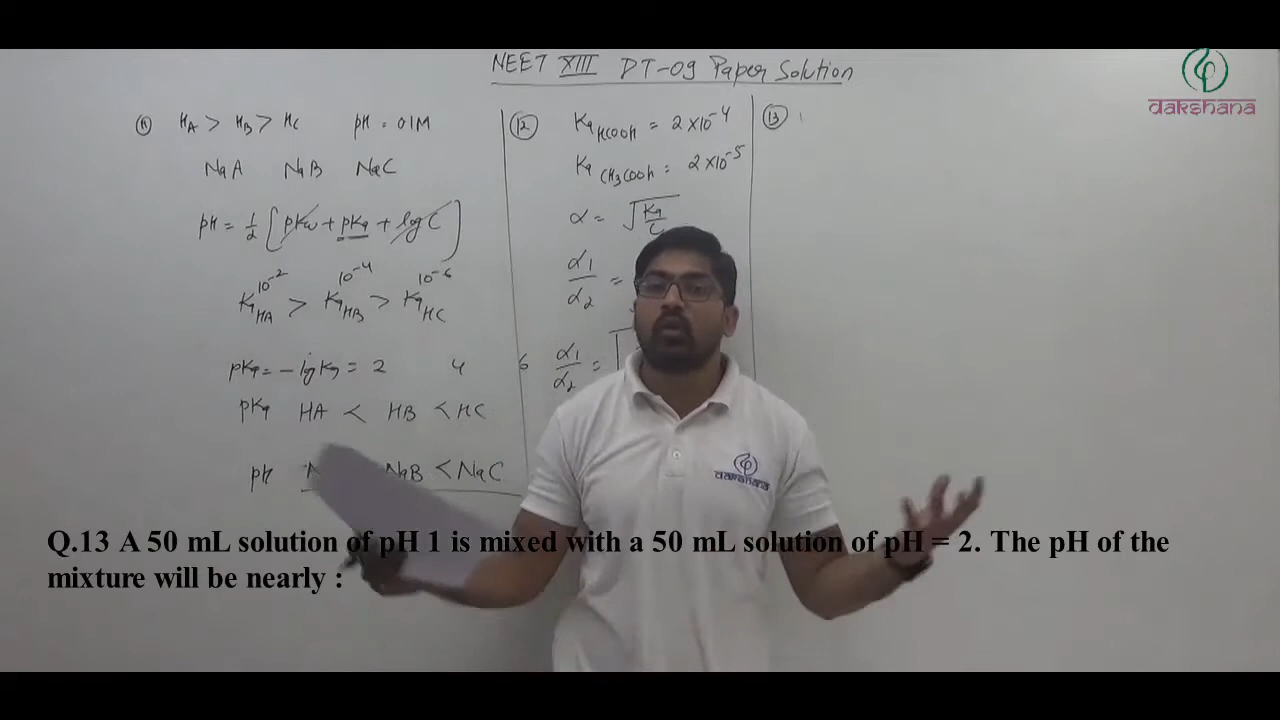 NEET XIII DT-09 Paper Solution
dakshana
⑪ HA > HB > HC pH = 01M
NaA NaB NaC
pH = 1/2 [pKw + pKa + log C]
10⁻² 10⁻⁴ 10⁻⁶
Ka HA > Ka HB > Ka HC
pKa = - log Ka = 2 4 6
pKa HA < HB < HC
pH NaB < NaC
⑫ Ka HCOOH = 2×10⁻⁴
Ka CH3COOH = 2×10⁻⁵
α = √Ka/C
α1/α2 =
α1/α2 =
⑬
dakshana
Q.13 A 50 mL solution of pH 1 is mixed with a 50 mL solution of pH = 2. The pH of the
mixture will be nearly :